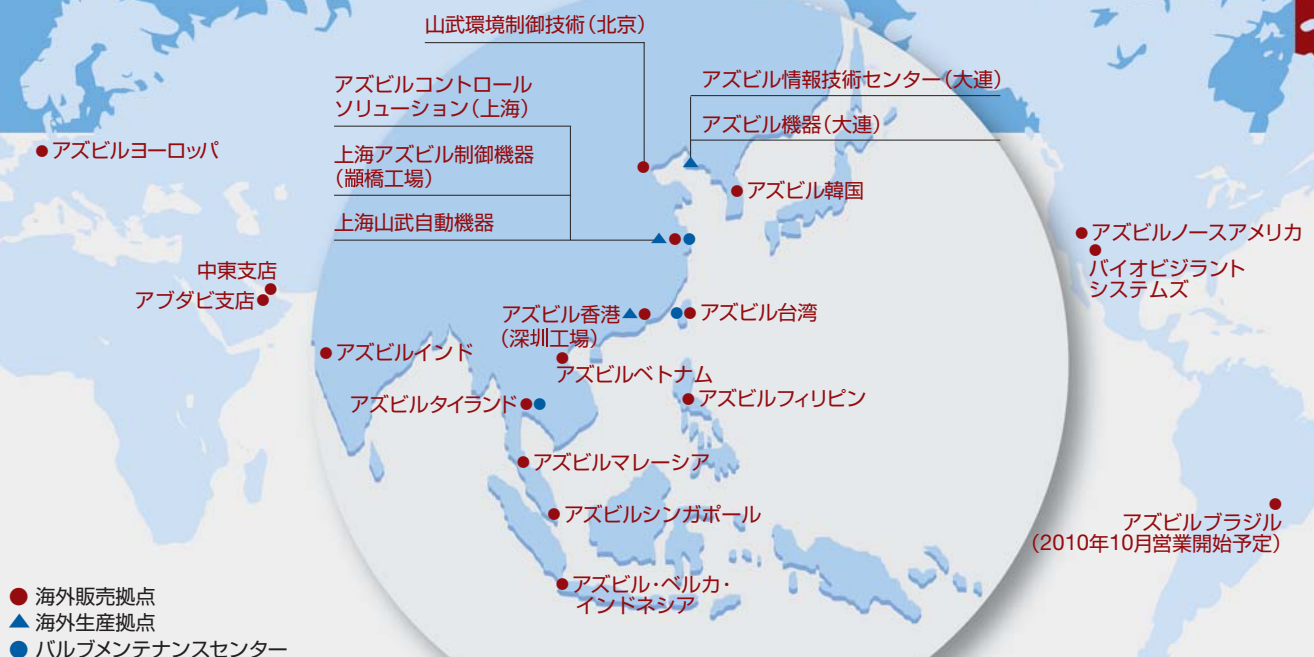 山武環境制御技術(北京)
アズビルコントロール
ソリューション(上海)
上海アズビル制御機器
(顓橋工場)
上海山武自動機器
アズビル情報技術センター(大連)
アズビル機器(大連)
アズビルヨーロッパ
アズビル韓国
アズビルノースアメリカ
バイオビジラント
システムズ
中東支店
アブダビ支店
アズビル香港
(深圳工場)
アズビル台湾
アズビルインド
アズビルベトナム
アズビルタイランド
アズビルフィリピン
アズビルマレーシア
アズビルシンガポール
アズビルブラジル
(2010年10月営業開始予定)
アズビル・ベルカ・
インドネシア
海外販売拠点
海外生産拠点
バルブメンテナンスセンター